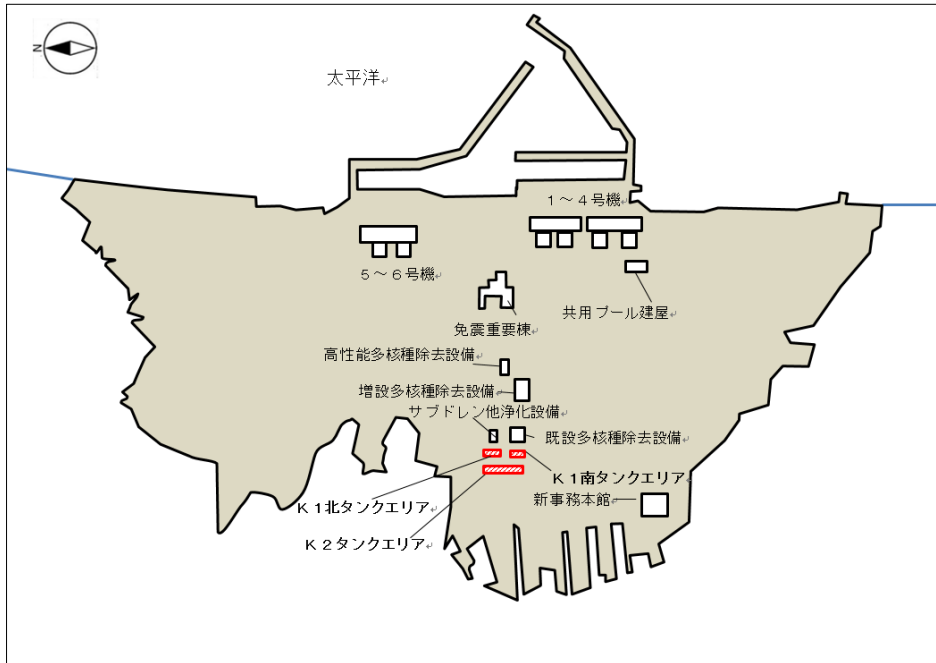 N
太平洋
1～4号機
5～6号機
共用プール建屋
免震重要棟
高性能多核種除去設備
増設多核種除去設備
サブドレン他浄化設備
既設多核種除去設備
K1南タンクエリア
新事務本館
K1北タンクエリア
K2タンクエリア